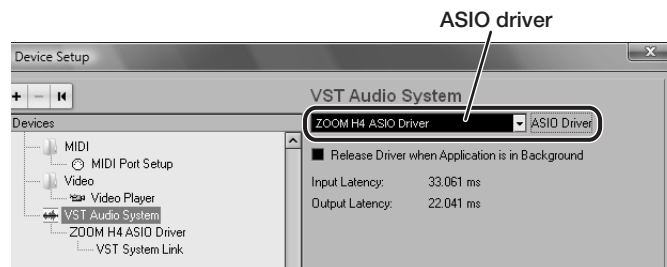 ASIO driver
Device Setup
VST Audio System
Devices
ZOOM H4 ASIO Driver
ASIO Driver
MIDI
MIDI Port Setup
Video
Video Player
VST Audio System
ZOOM H4 ASIO Driver
VST System Link
Release Driver when Application is in Background
Input Latency: 33.061 ms
Output Latency: 22.041 ms